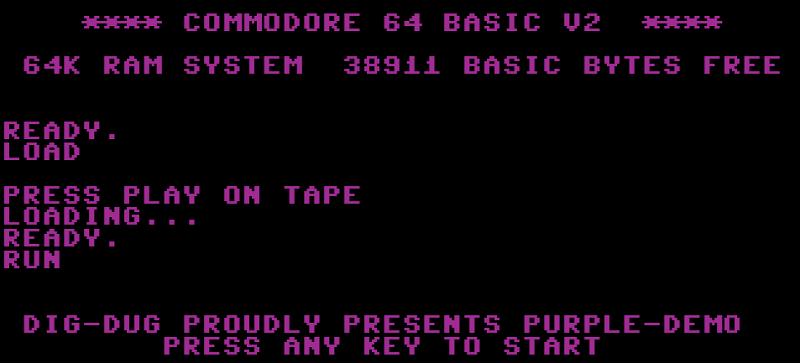 **** COMMODORE 64 BASIC V2 ****
64K RAM SYSTEM 38911 BASIC BYTES FREE
READY.
LOAD
PRESS PLAY ON TAPE
LOADING...
READY.
RUN
DIG-DUG PROUDLY PRESENTS PURPLE-DEMO
PRESS ANY KEY TO START